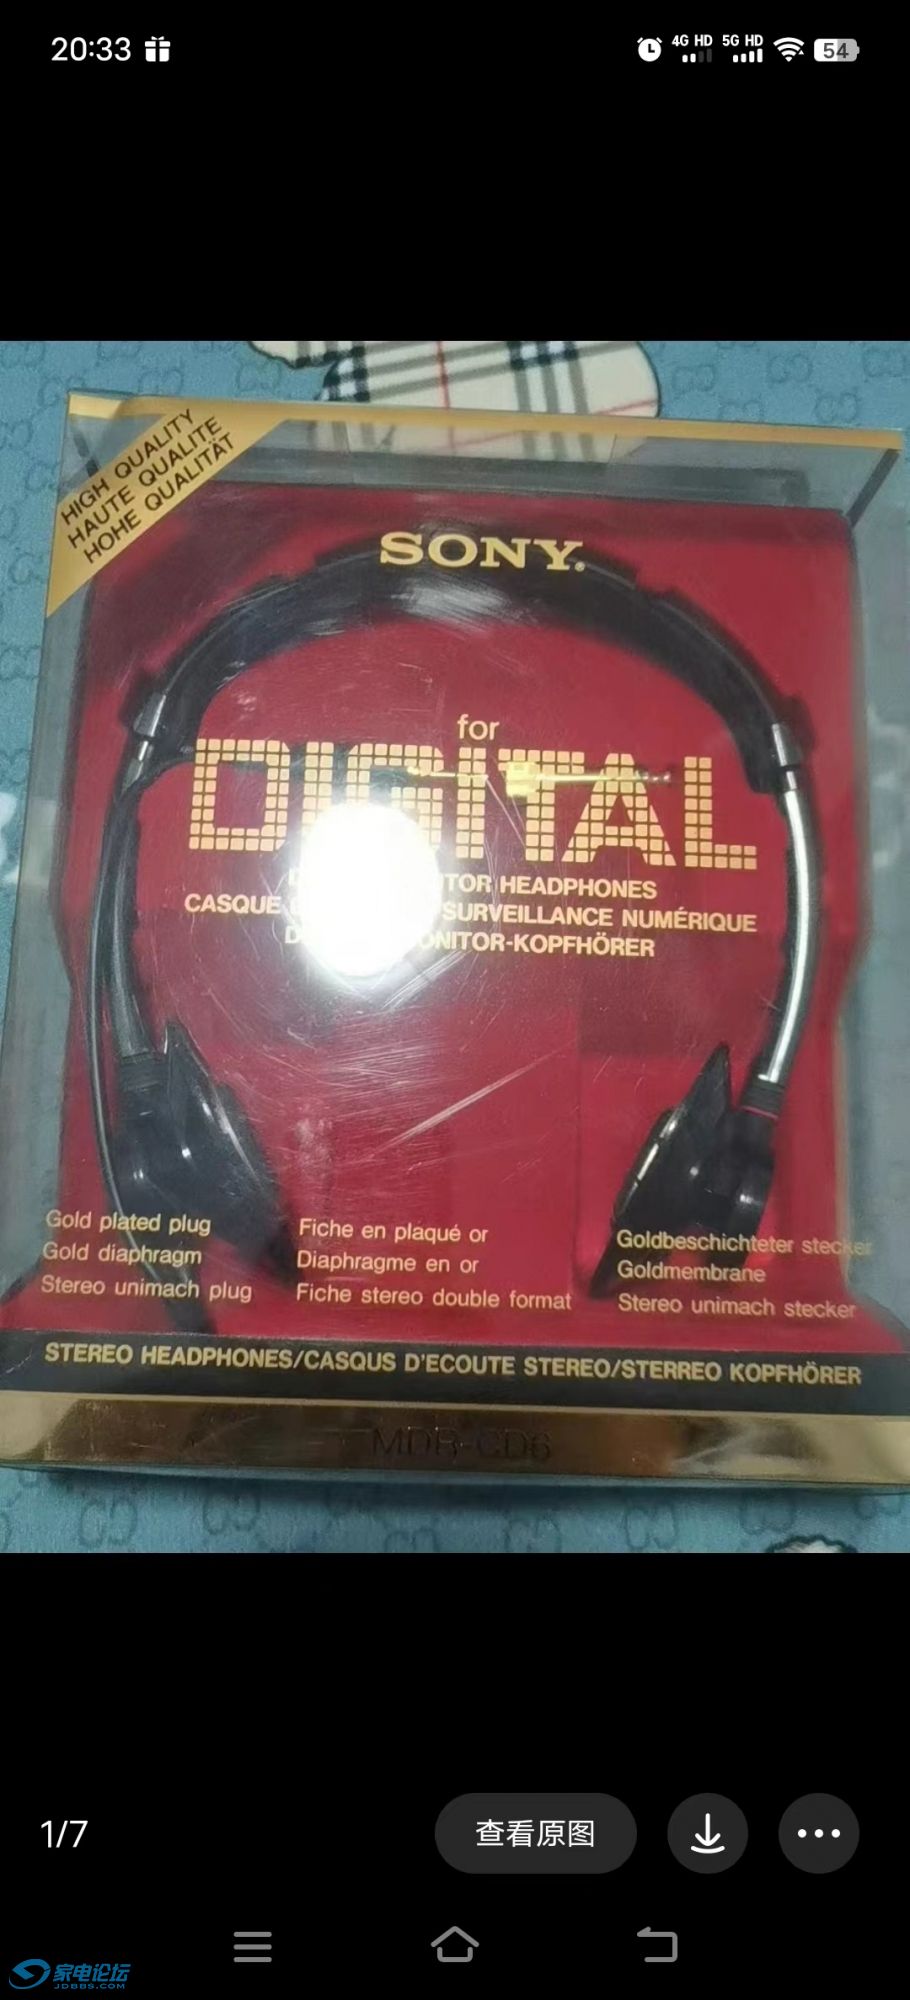 20:33
4G HD 5G HD
54
HIGH QUALITY
HAUTE QUALITE
HOHE QUALITÄT
SONY®
for
DIGITAL
TOR HEADPHONES
CASQUE SURVEILLANCE NUMÉRIQUE
ONITOR-KOPFHÖRER
Gold plated plug
Gold diaphragm
Stereo unimach plug
Fiche en plaqué or
Diaphragme en or
Fiche stereo double format
Goldbeschichteter stecker
Goldmembrane
Stereo unimach stecker
STEREO HEADPHONES/CASQUS D'ECOUTE STEREO/STERREO KOPFHÖRER
MDR-CD6
1/7
查看原图
家电论坛
JDBBS.COM